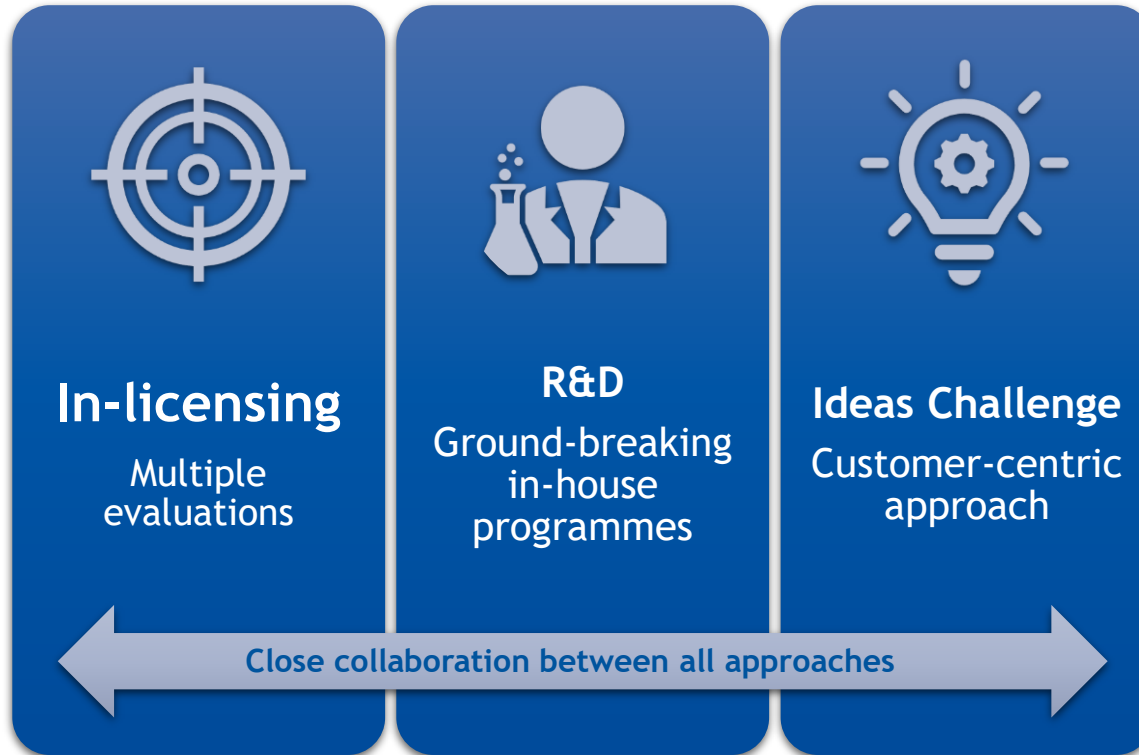 In-licensing
Multiple
evaluations
R&D
Ground-breaking
in-house
programmes
Ideas Challenge
Customer-centric
approach
Close collaboration between all approaches